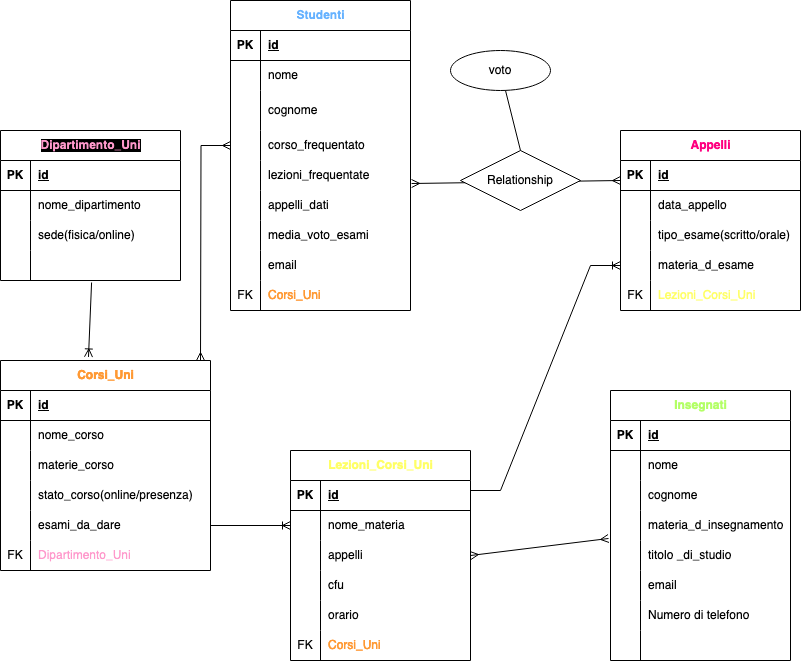 Studenti
PK id
nome
cognome
corso_frequentato
lezioni_frequentate
appelli_dati
media_voto_esami
email
FK Corsi_Uni
voto
Relationship
Dipartimento_Uni
PK id
nome_dipartimento
sede(fisica/online)
Appelli
PK id
data_appello
tipo_esame(scritto/orale)
materia_d_esame
FK Lezioni_Corsi_Uni
Corsi_Uni
PK id
nome_corso
materie_corso
stato_corso(online/presenza)
esami_da_dare
FK Dipartimento_Uni
Lezioni_Corsi_Uni
PK id
nome_materia
appelli
cfu
orario
FK Corsi_Uni
Insegnati
PK id
nome
cognome
materia_d_insegnamento
titolo _di_studio
email
Numero di telefono